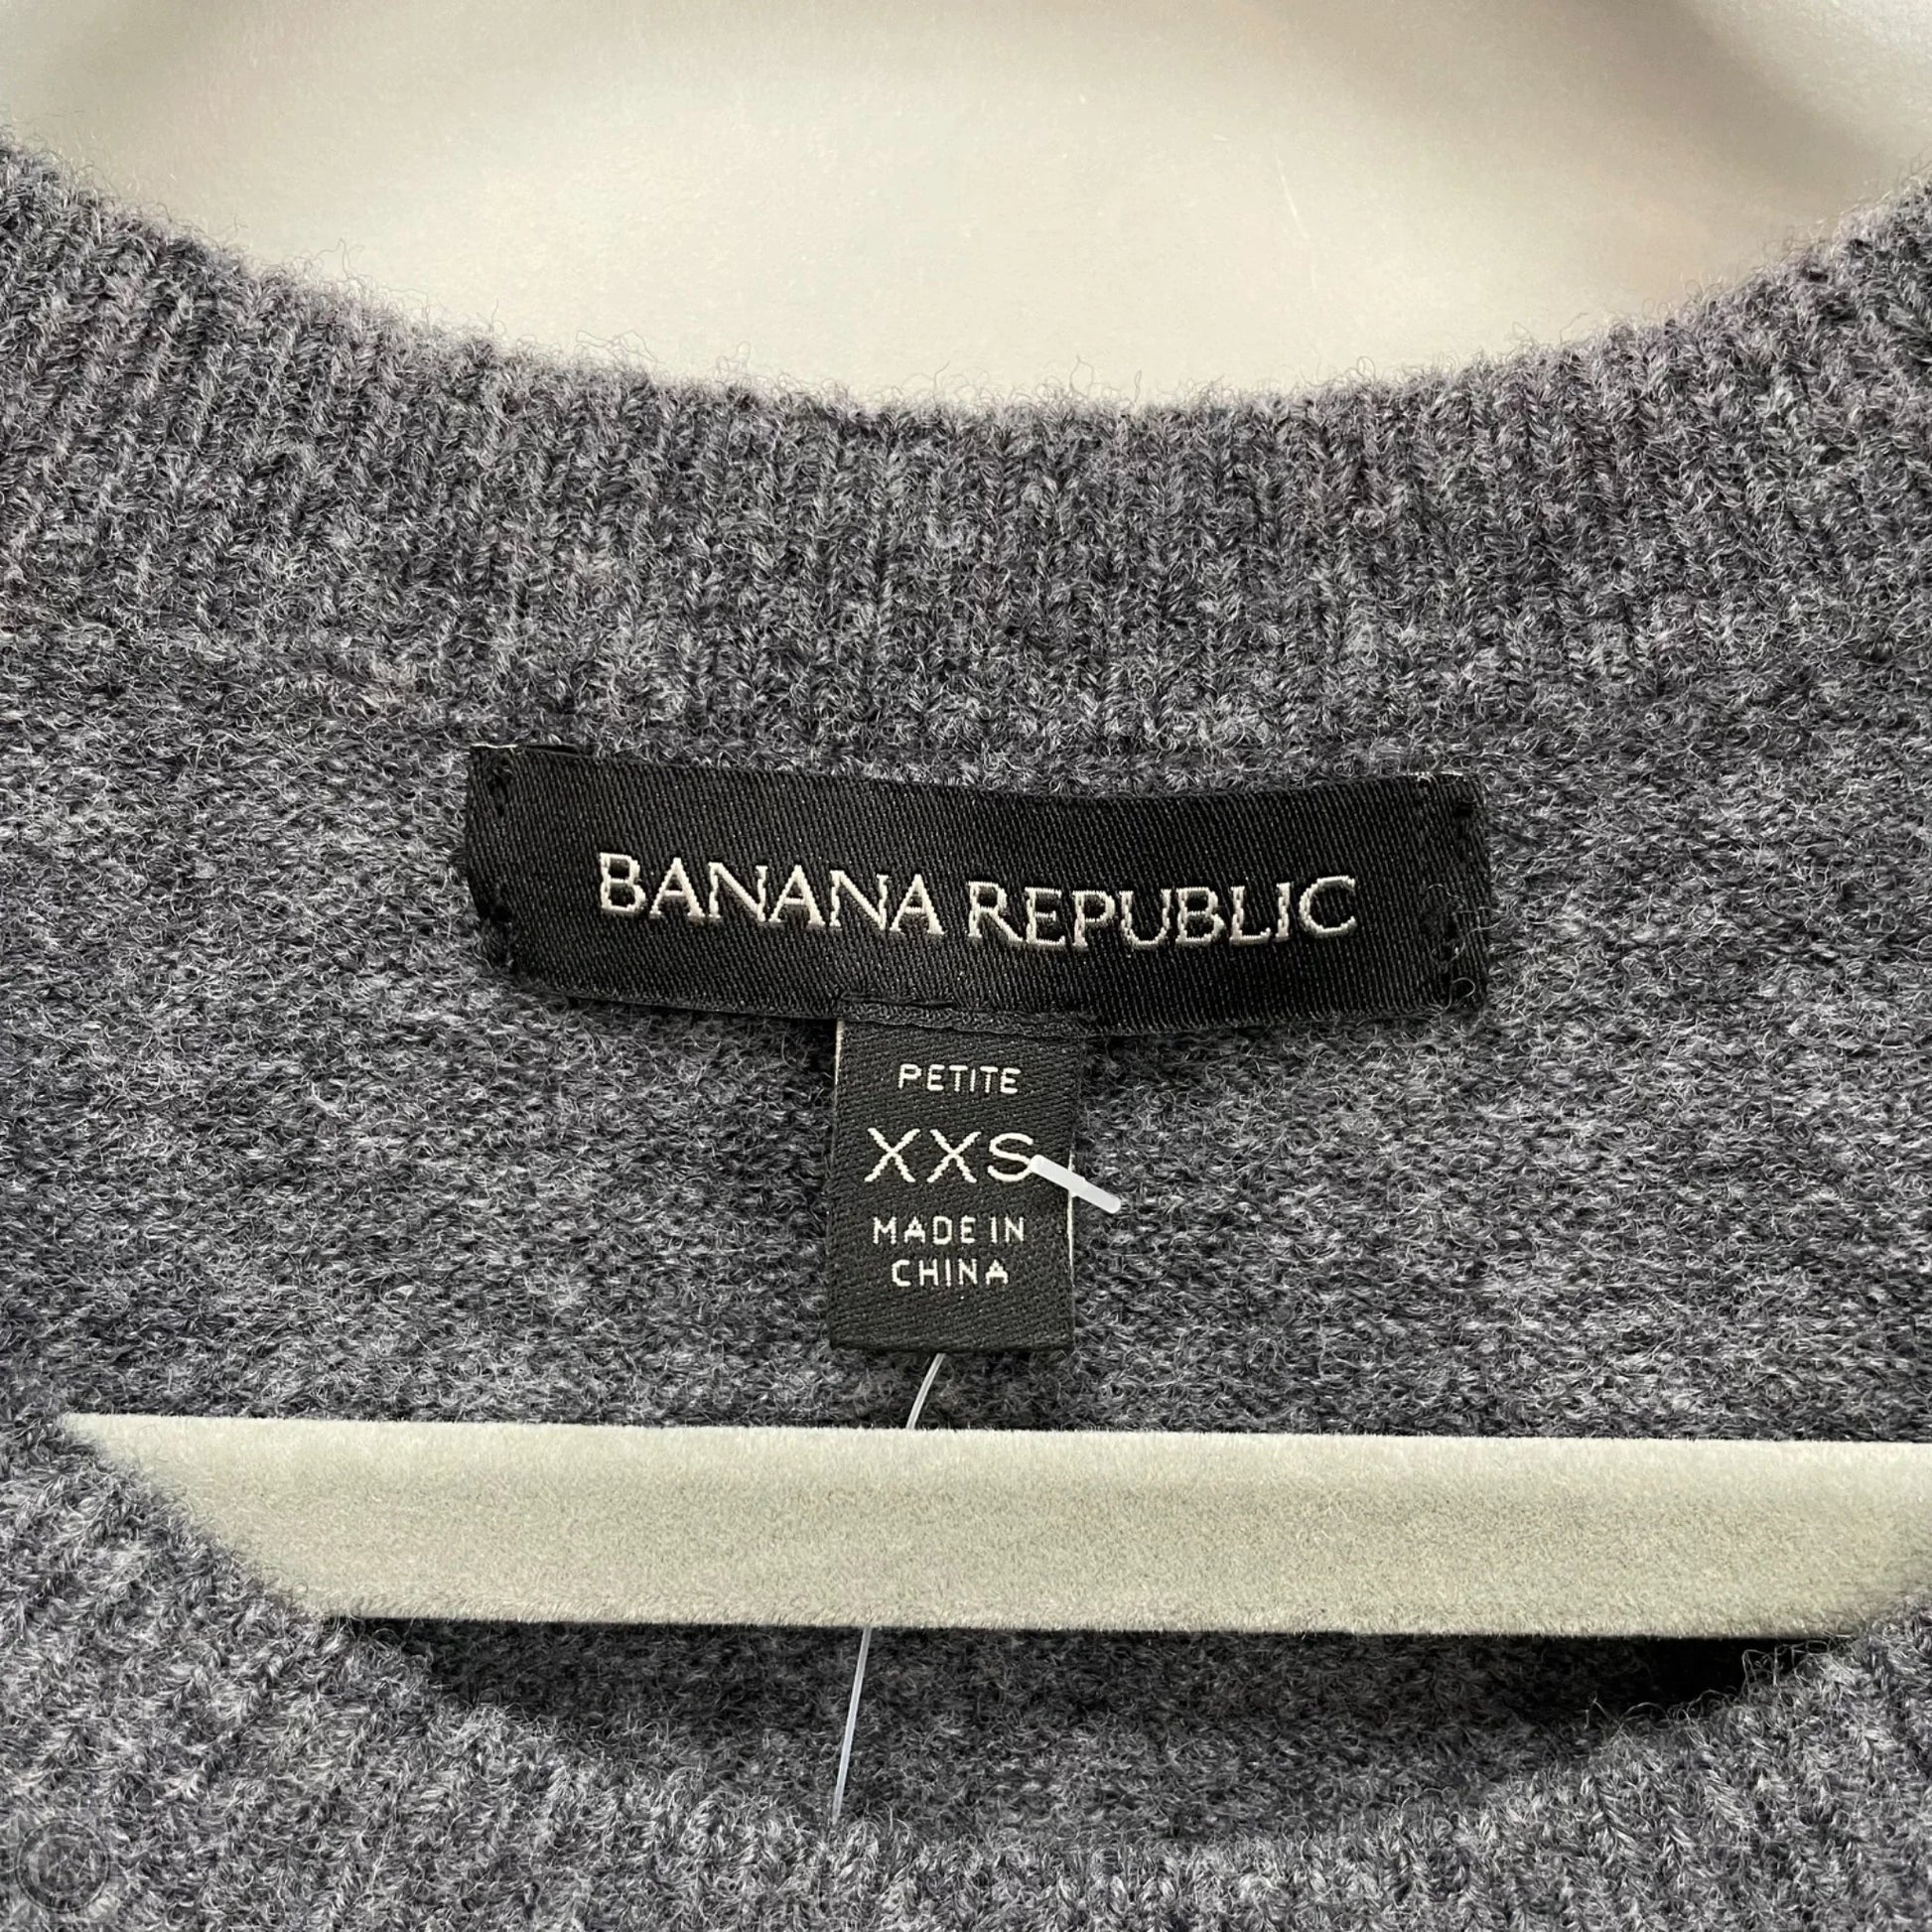 BANANA REPUBLIC
PETITE
XXS
MADE IN
CHINA